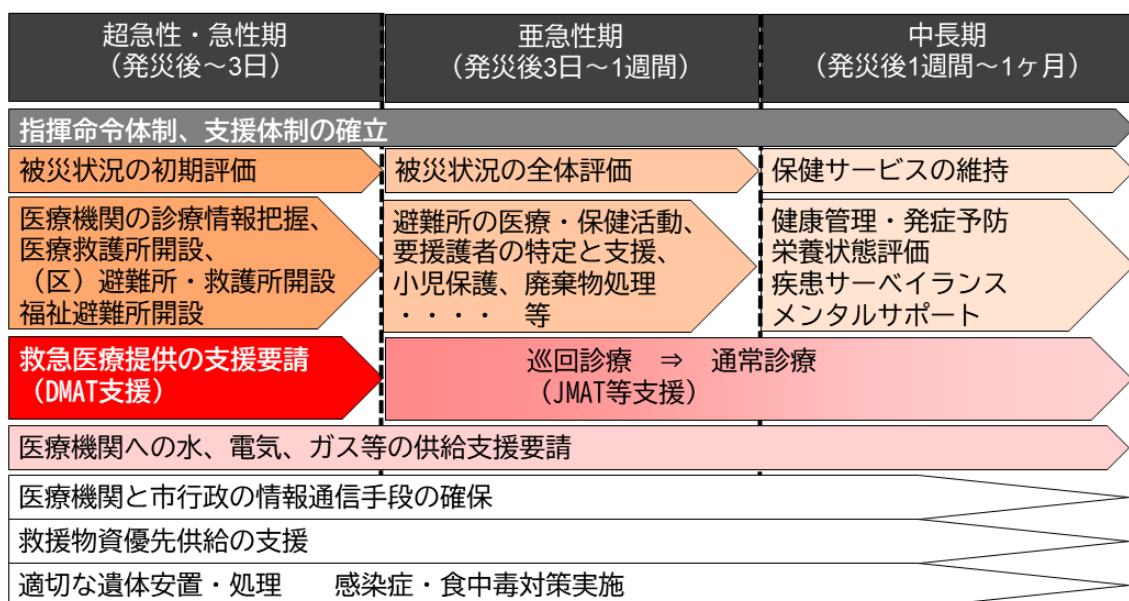 超急性・急性期
（発災後～3日）
亜急性期
（発災後3日～1週間）
中長期
（発災後1週間～1ヶ月）
指揮命令体制、支援体制の確立
被災状況の初期評価
被災状況の全体評価
保健サービスの維持
医療機関の診療情報把握、
医療救護所開設、
（区）避難所・救護所開設
福祉避難所開設
避難所の医療・保健活動、
要援護者の特定と支援、
小児保護、廃棄物処理
・・・・　等
健康管理・発症予防
栄養状態評価
疾患サーベイランス
メンタルサポート
救急医療提供の支援要請
（DMAT支援）
巡回診療　⇒　通常診療
（JMAT等支援）
医療機関への水、電気、ガス等の供給支援要請
医療機関と市行政の情報通信手段の確保
救援物資優先供給の支援
適切な遺体安置・処理　　感染症・食中毒対策実施